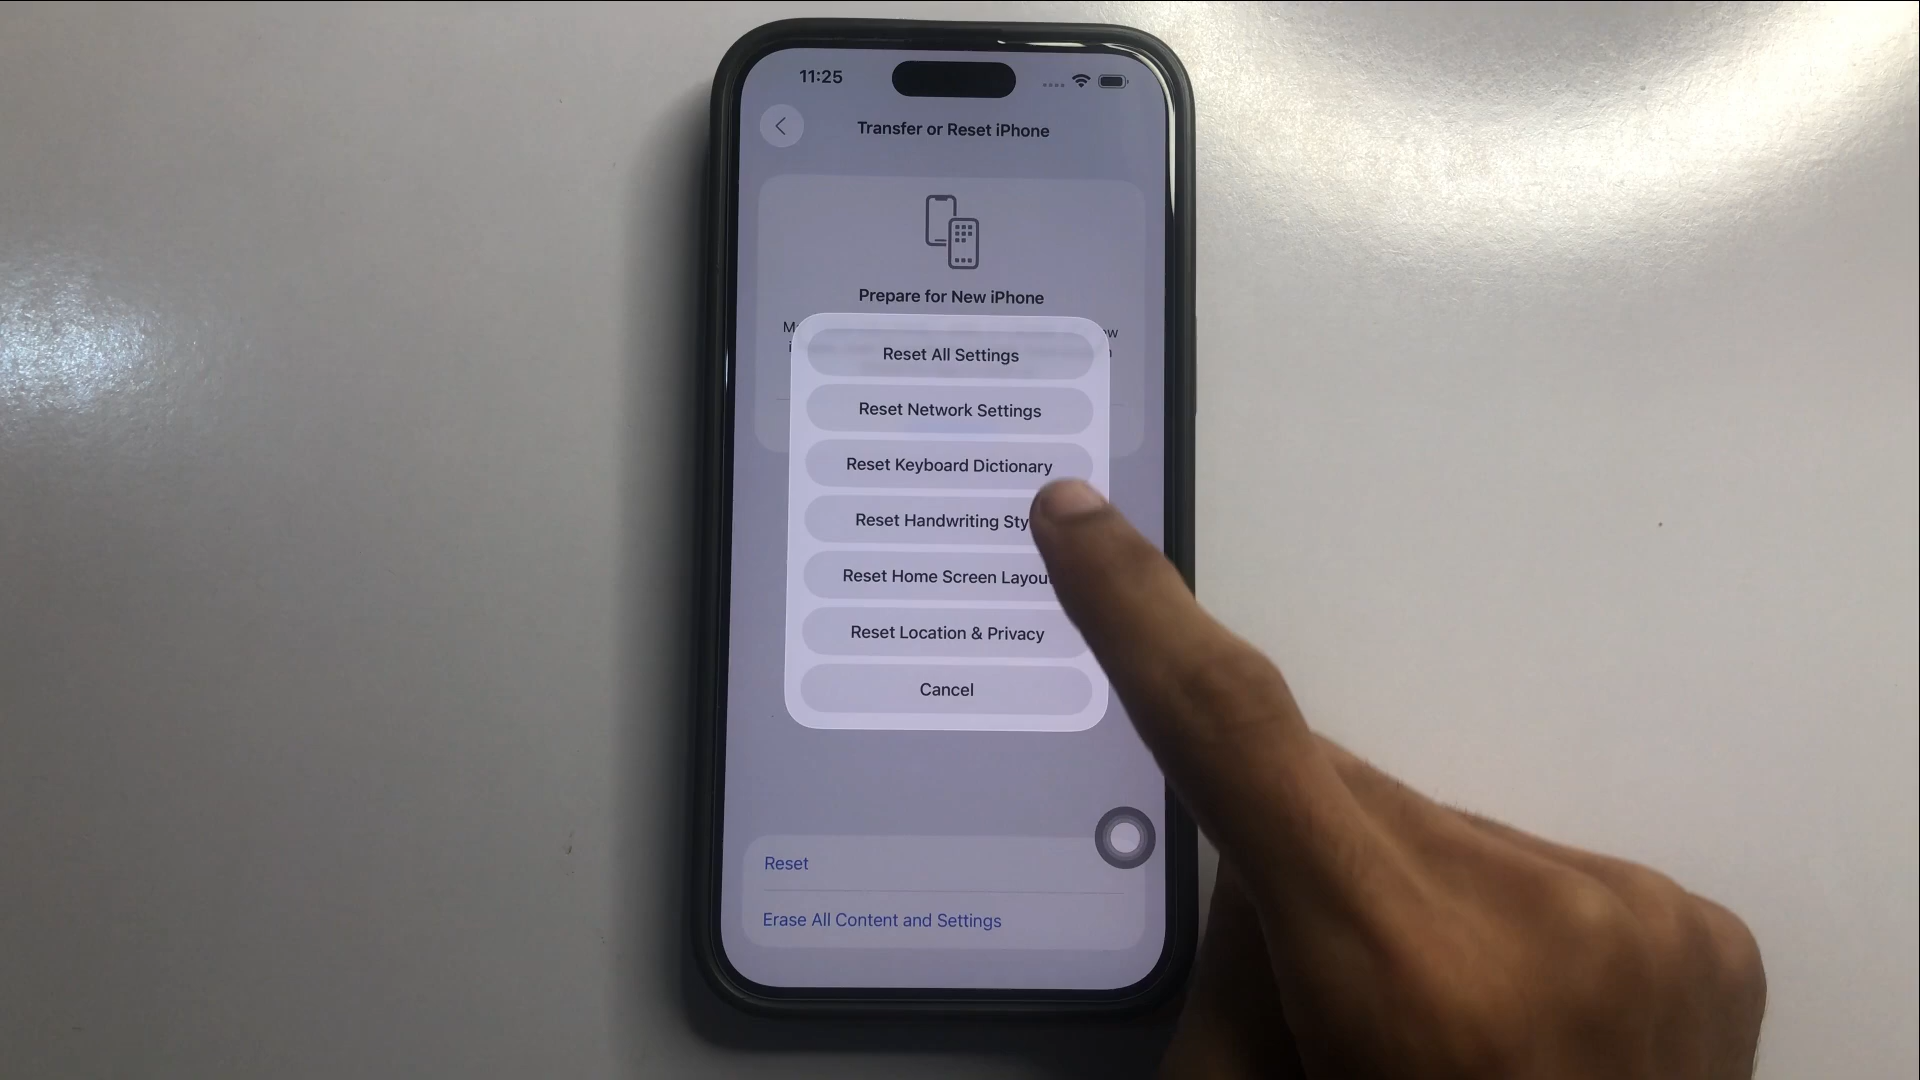 11:25
Transfer or Reset iPhone
Prepare for New iPhone
Reset All Settings
Reset Network Settings
Reset Keyboard Dictionary
Reset Handwriting Sty
Reset Home Screen Layou
Reset Location & Privacy
Cancel
Reset
Erase All Content and Settings